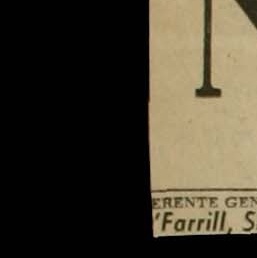 N
ERENTE GEN
'Farrill, S.